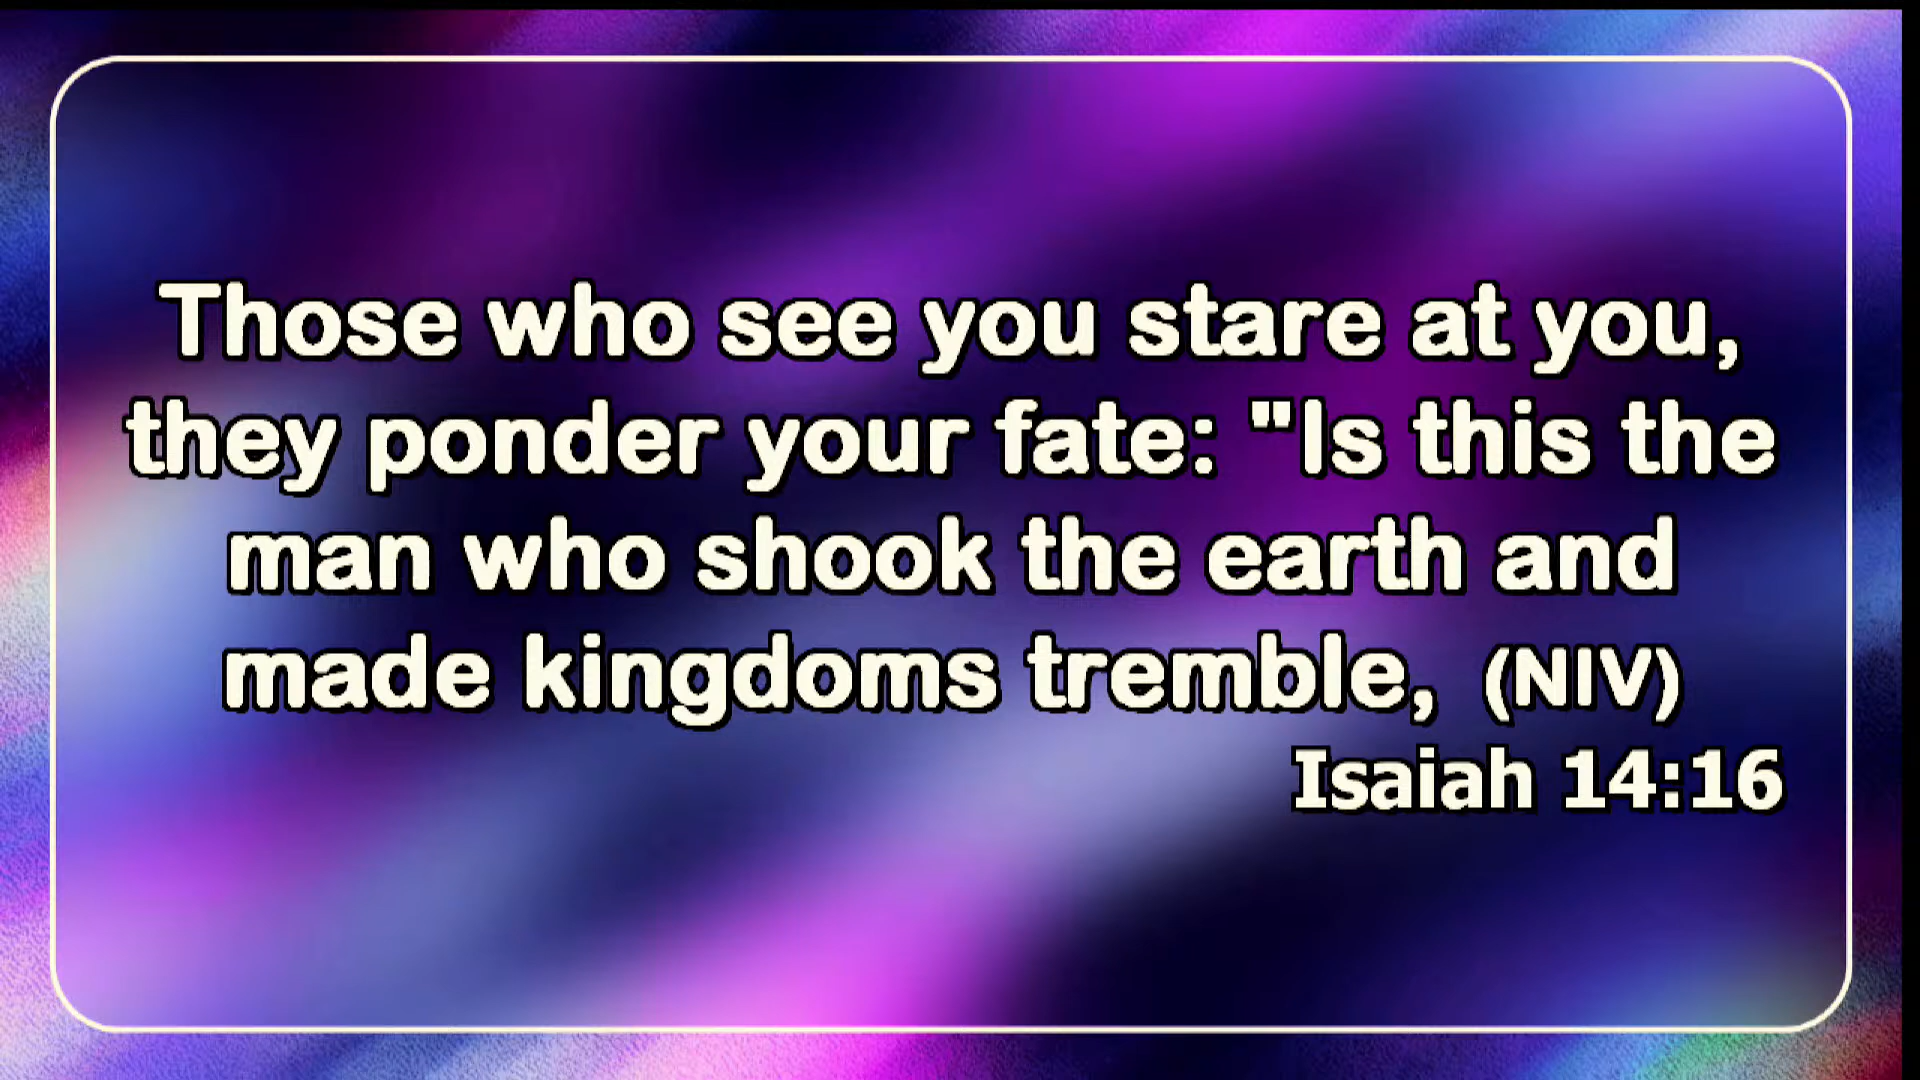 Those who see you stare at you,
they ponder your fate: "Is this the
man who shook the earth and
made kingdoms tremble, (NIV)
Isaiah 14:16